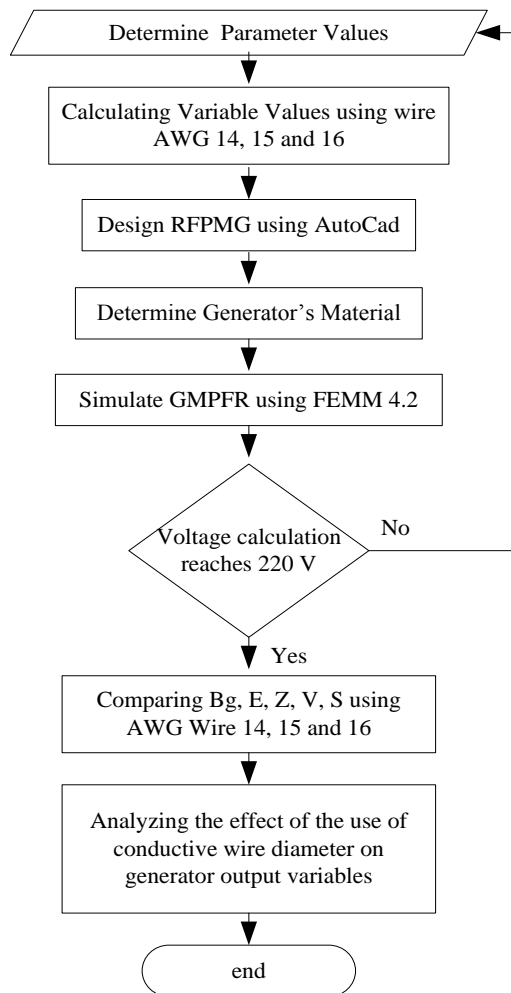 Determine Parameter Values
Calculating Variable Values using wire
AWG 14, 15 and 16
Design RFPMG using AutoCad
Determine Generator's Material
Simulate GMPFR using FEMM 4.2
Voltage calculation
reaches 220 V
No
Yes
Comparing Bg, E, Z, V, S using
AWG Wire 14, 15 and 16
Analyzing the effect of the use of
conductive wire diameter on
generator output variables
end